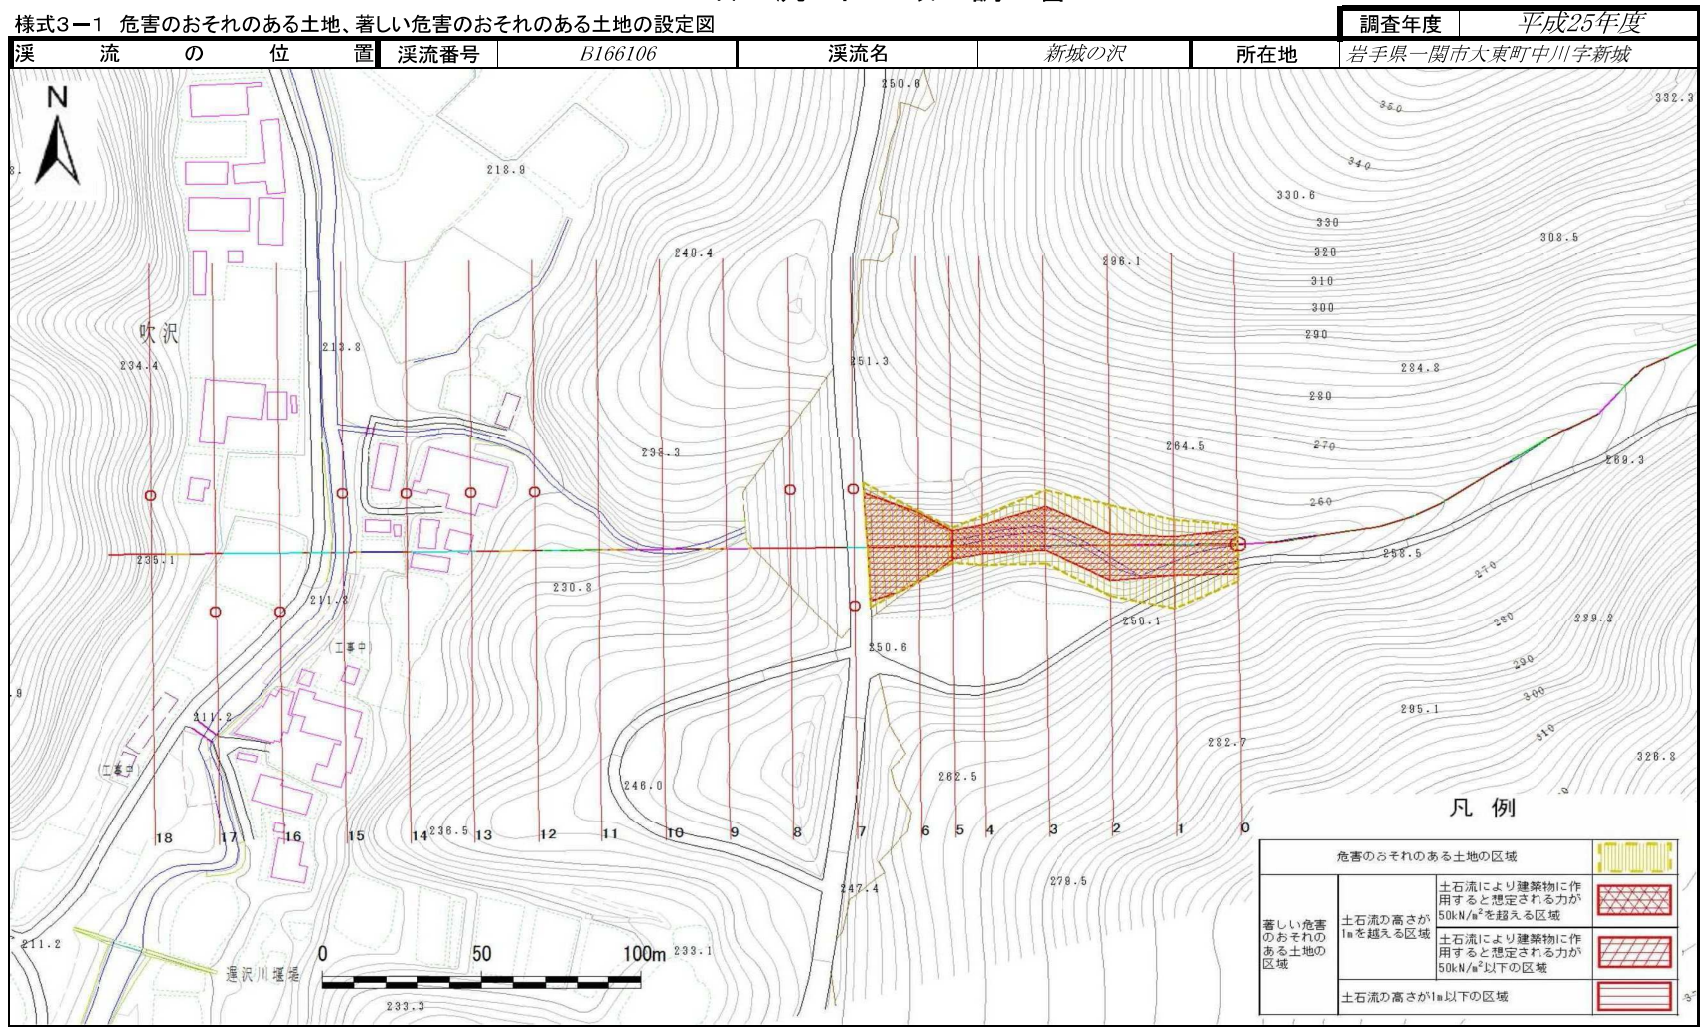 様式3-1 危害のおそれのある土地、著しい危害のおそれのある土地の設定図
調査年度 平成25年度
渓流の位置 渓流番号 B166106 渓流名 新城の沢 所在地 岩手県一関市大東町中川字新城
N
250.6
350
332.3
218.9
340
330.6
330
308.5
240.4
296.1
320
310
300
290
吹沢
213.8
234.4
251.3
284.8
280
264.5
270
269.3
260
258.5
235.1
230.8
270
211.3
250.1
280
(工事中)
250.6
290
300
295.1
211.2
310
282.7
326.8
(工事中)
262.5
246.0
236.5
18 17 16 15 14 13 12 11 10 9 8 7 6 5 4 3 2 1 0
279.5
247.4
211.2
233.1
0 50 100m
遅沢川堰堤
凡例
危害のおそれのある土地の区域
著しい危害のおそれのある土地の区域
土石流の高さが1mを越える区域
土石流により建築物に作用すると想定される力が50kN/m²を超える区域
土石流により建築物に作用すると想定される力が50kN/m²以下の区域
土石流の高さが1m以下の区域